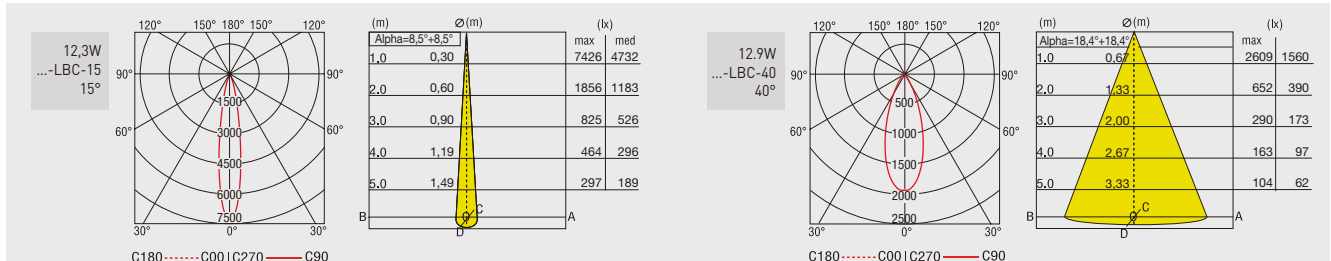 12,3W
...-LBC-15
15°
120° 150° 180° 150° 120°
90° 90°
60° 60°
30° 0° 30°
1500
3000
4500
6000
7500
C180 C00 | C270 C90
(m) Ø(m) (lx)
Alpha=8,5°+8,5° max med
1.0 0,30 7426 4732
2.0 0,60 1856 1183
3.0 0,90 825 526
4.0 1,19 464 296
5.0 1,49 297 189
B C A
D
12.9W
...-LBC-40
40°
120° 150° 180° 150° 120°
90° 90°
60° 60°
30° 0° 30°
500
1000
1500
2000
2500
C180 C00 | C270 C90
(m) Ø(m) (lx)
Alpha=18,4°+18,4° max med
1.0 0,67 2609 1560
2.0 1,33 652 390
3.0 2,00 290 173
4.0 2,67 163 97
5.0 3,33 104 62
B C A
D